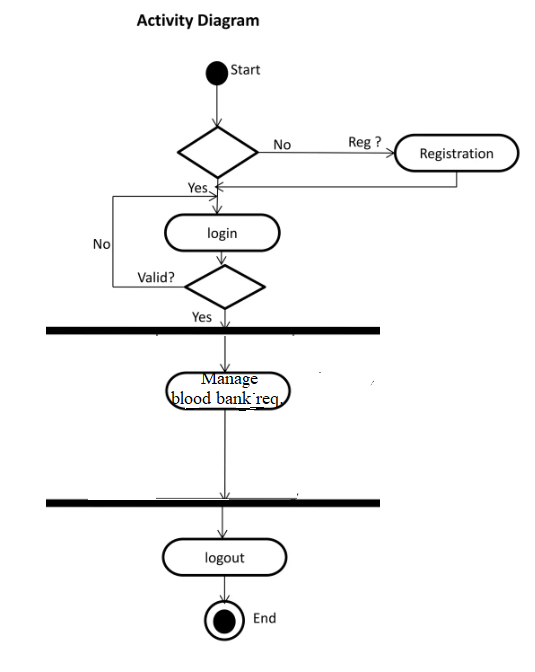 Activity Diagram
Start
No
Reg ?
Registration
Yes
login
No
Valid?
Yes
Manage
blood bank req.
logout
End